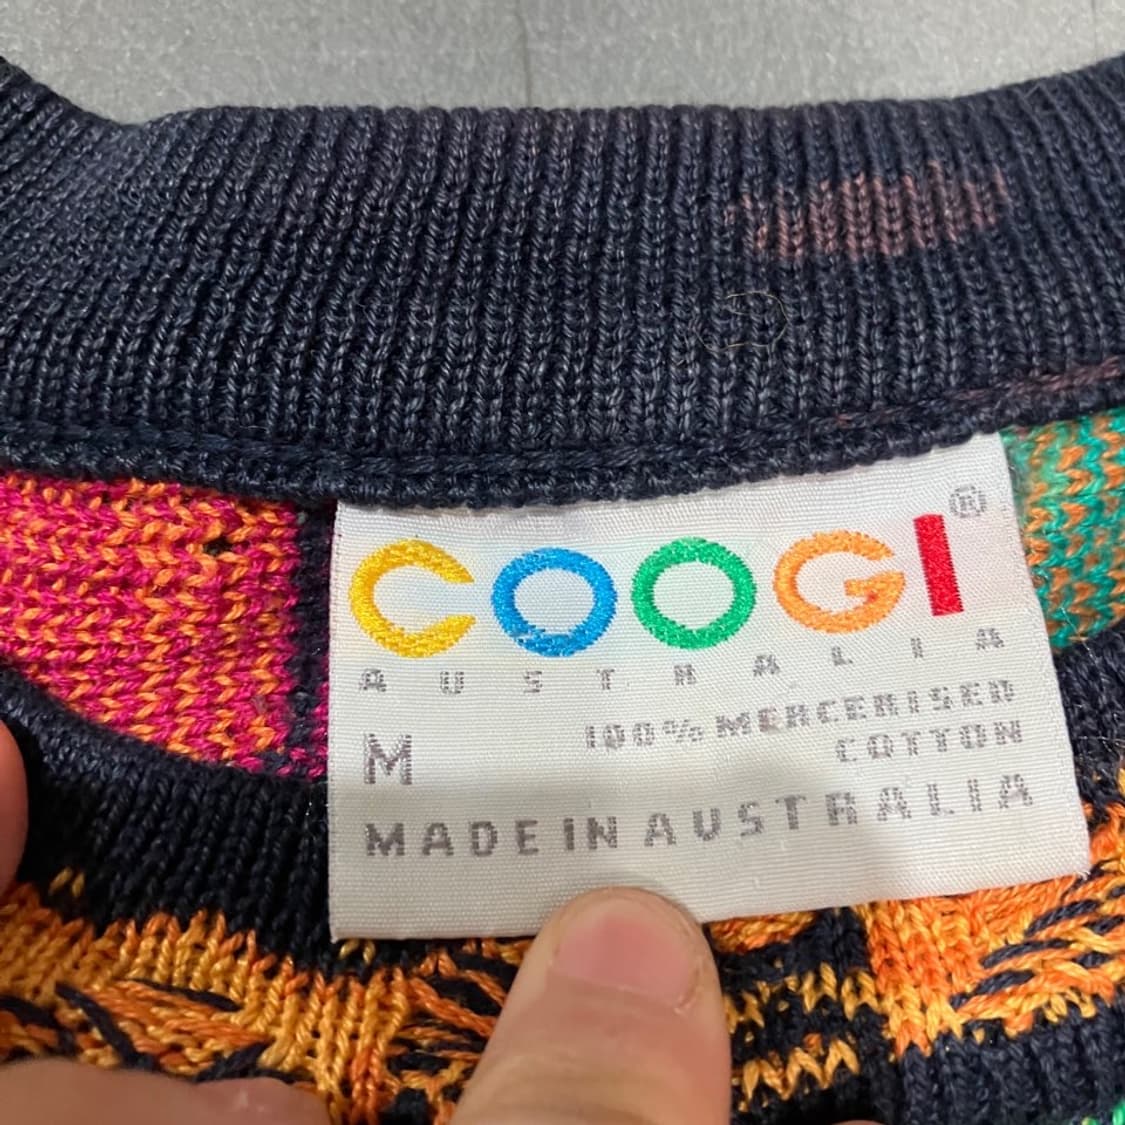 COOGI®
AUSTRALIA
M 100% MERCERISED
COTTON
MADE IN AUSTRALIA